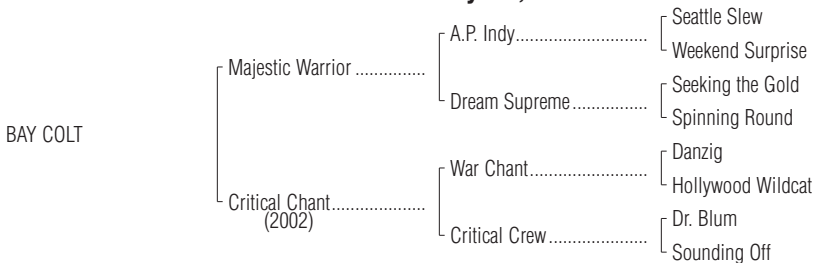 Seattle Slew
A.P. Indy..............................
Weekend Surprise
Majestic Warrior ...............
Seeking the Gold
Dream Supreme.................
Spinning Round
BAY COLT
Danzig
War Chant...........................
Hollywood Wildcat
Critical Chant....................
(2002)
Dr. Blum
Critical Crew......................
Sounding Off